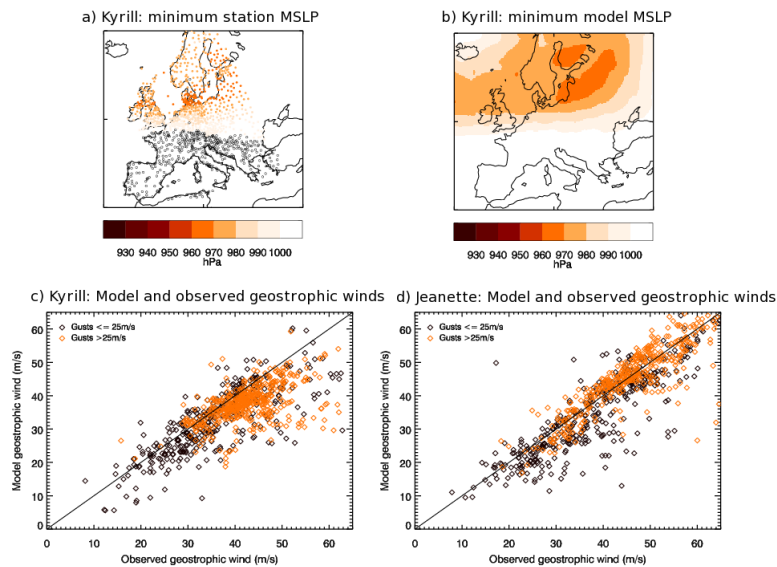 a) Kyrill: minimum station MSLP
b) Kyrill: minimum model MSLP
930 940 950 960 970 980 990 1000
hPa
930 940 950 960 970 980 990 1000
hPa
c) Kyrill: Model and observed geostrophic winds
d) Jeanette: Model and observed geostrophic winds
Gusts <= 25m/s
Gusts >25m/s
Model geostrophic wind (m/s)
60
50
40
30
20
10
0
0 10 20 30 40 50 60
Observed geostrophic wind (m/s)
Gusts <= 25m/s
Gusts >25m/s
Model geostrophic wind (m/s)
60
50
40
30
20
10
0
0 10 20 30 40 50 60
Observed geostrophic wind (m/s)